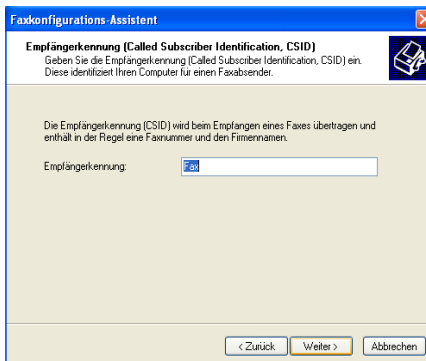 Faxkonfigurations-Assistent
Empfängerkennung (Called Subscriber Identification, CSID)
Geben Sie die Empfängerkennung (Called Subscriber Identification, CSID) ein.
Diese identifiziert Ihren Computer für einen Faxabsender.
Die Empfängerkennung (CSID) wird beim Empfangen eines Faxes übertragen und
enthält in der Regel eine Faxnummer und den Firmennamen.
Empfängerkennung: Fax
< Zurück Weiter > Abbrechen